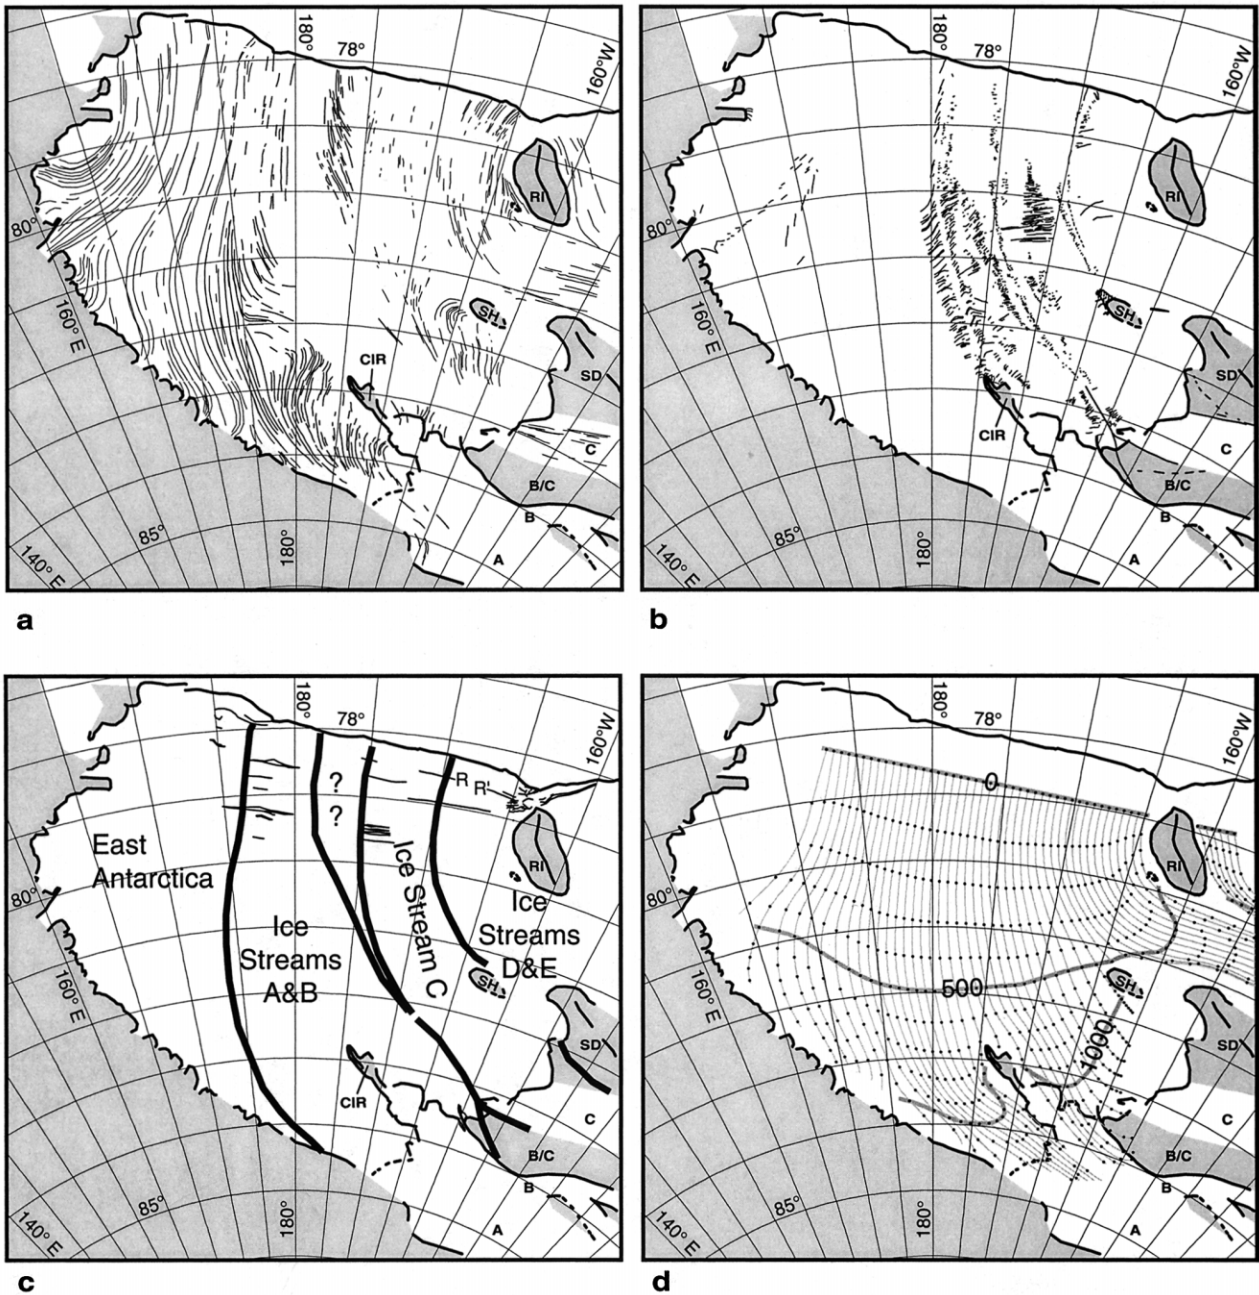 180°
78°
160°W
RI
80°
160° E
SH
CIR
SD
C
B/C
B
A
85°
180°
140° E
a
180°
78°
160°W
RI
80°
160° E
SH
CIR
SD
C
B/C
B
A
85°
180°
140° E
b
180°
78°
160°W
R R'
?
?
East
Antarctica
RI
80°
Ice Stream C
Ice
Streams
D&E
Ice
Streams
A&B
SH
160° E
SD
CIR
C
B/C
B
A
85°
180°
140° E
c
180°
78°
160°W
0
RI
80°
500
SH
160° E
1000
SD
CIR
C
B/C
B
A
85°
180°
140° E
d